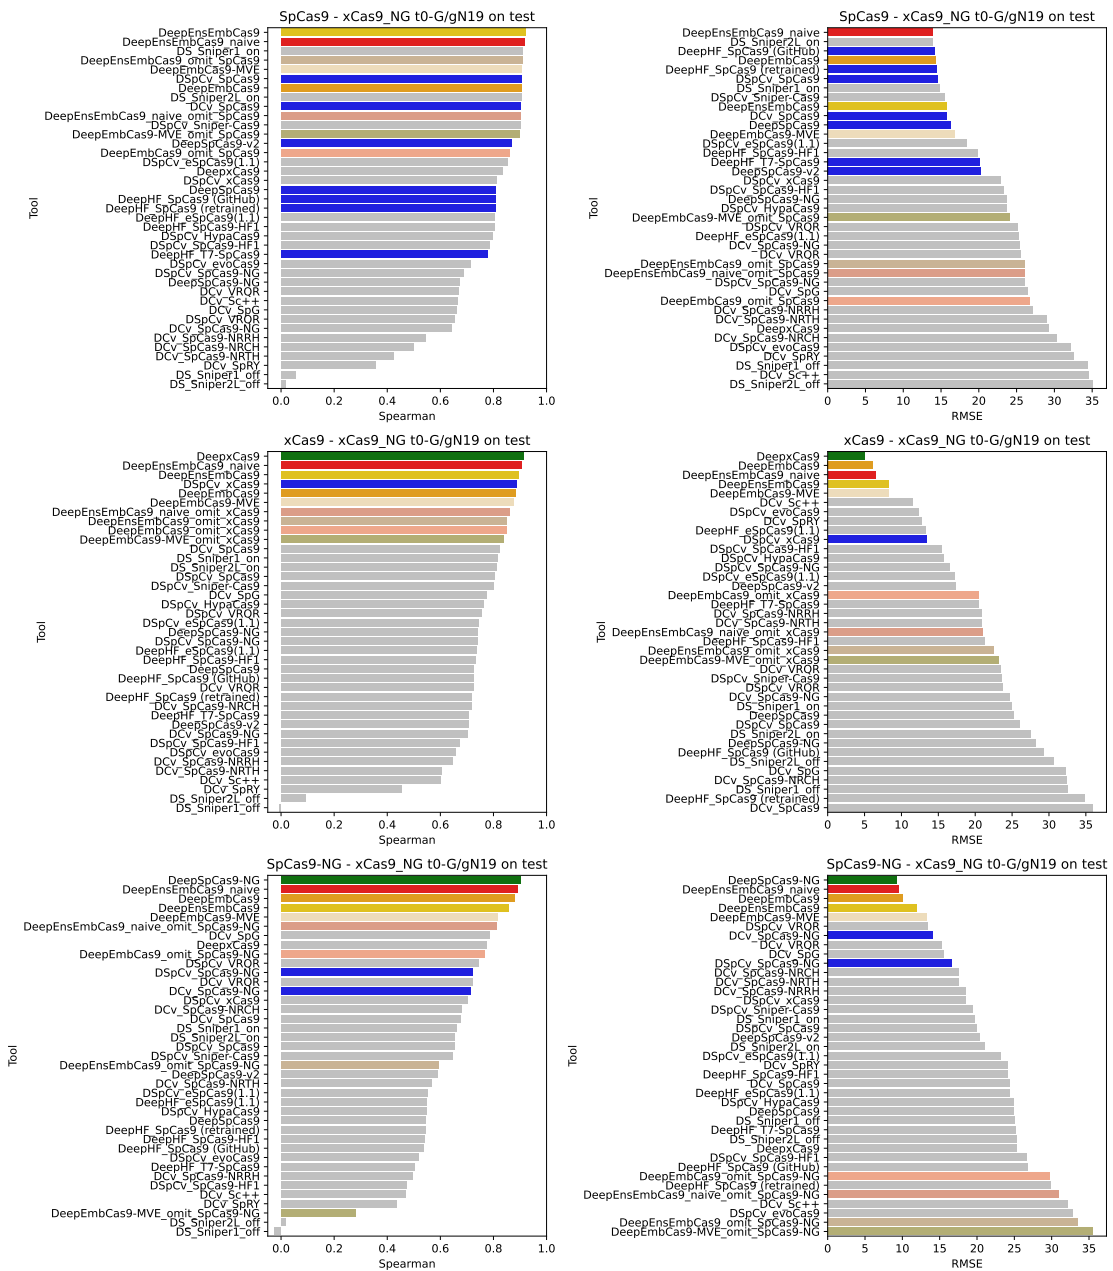 SpCas9 - xCas9_NG t0-G/gN19 on test
DeepEnsEmbCas9
DeepEnsEmbCas9_naive
DS_Sniper1_on
DeepEnsEmbCas9_omit_SpCas9
DeepEmbCas9-MVE
DSpCv_SpCas9
DeepEmbCas9
DS_Sniper2L_on
DCv_SpCas9
DeepEnsEmbCas9_naive_omit_SpCas9
DSpCv_Sniper-Cas9
DeepEmbCas9-MVE_omit_SpCas9
DeepSpCas9-v2
DeepEmbCas9_omit_SpCas9
DSpCv_eSpCas9(1.1)
DeepxCas9
DSpCv_xCas9
DeepSpCas9
DeepHF_SpCas9 (GitHub)
DeepHF_SpCas9 (retrained)
DeepHF_eSpCas9(1.1)
DeepHF_SpCas9-HF1
DSpCv_HypaCas9
DSpCv_SpCas9-HF1
DeepHF_T7-SpCas9
DSpCv_evoCas9
DSpCv_SpCas9-NG
DeepSpCas9-NG
DCv_VRQR
DCv_Sc++
DCv_SpG
DSpCv_VRQR
DCv_SpCas9-NG
DCv_SpCas9-NRRH
DCv_SpCas9-NRCH
DCv_SpCas9-NRTH
DCv_SpRY
DS_Sniper1_off
DS_Sniper2L_off
Tool
0.0 0.2 0.4 0.6 0.8 1.0
Spearman
SpCas9 - xCas9_NG t0-G/gN19 on test
DeepEnsEmbCas9_naive
DS_Sniper2L_on
DeepHF_SpCas9 (GitHub)
DeepEmbCas9
DeepHF_SpCas9 (retrained)
DSpCv_SpCas9
DS_Sniper1_on
DSpCv_Sniper-Cas9
DeepEnsEmbCas9
DCv_SpCas9
DeepSpCas9
DeepEmbCas9-MVE
DSpCv_eSpCas9(1.1)
DeepHF_SpCas9-HF1
DeepHF_T7-SpCas9
DeepSpCas9-v2
DSpCv_xCas9
DSpCv_SpCas9-HF1
DeepSpCas9-NG
DSpCv_HypaCas9
DeepEmbCas9-MVE_omit_SpCas9
DSpCv_VRQR
DeepHF_eSpCas9(1.1)
DCv_SpCas9-NG
DCv_VRQR
DeepEnsEmbCas9_omit_SpCas9
DeepEnsEmbCas9_naive_omit_SpCas9
DSpCv_SpCas9-NG
DCv_SpG
DeepEmbCas9_omit_SpCas9
DCv_SpCas9-NRRH
DCv_SpCas9-NRTH
DeepxCas9
DCv_SpCas9-NRCH
DSpCv_evoCas9
DCv_SpRY
DS_Sniper1_off
DCv_Sc++
DS_Sniper2L_off
Tool
0 5 10 15 20 25 30 35
RMSE
xCas9 - xCas9_NG t0-G/gN19 on test
DeepxCas9
DeepEnsEmbCas9_naive
DeepEnsEmbCas9
DSpCv_xCas9
DeepEmbCas9
DeepEmbCas9-MVE
DeepEnsEmbCas9_naive_omit_xCas9
DeepEnsEmbCas9_omit_xCas9
DeepEmbCas9_omit_xCas9
DeepEmbCas9-MVE_omit_xCas9
DCv_SpCas9
DS_Sniper1_on
DS_Sniper2L_on
DSpCv_SpCas9
DSpCv_Sniper-Cas9
DCv_SpG
DSpCv_HypaCas9
DSpCv_VRQR
DSpCv_eSpCas9(1.1)
DeepSpCas9-NG
DSpCv_SpCas9-NG
DeepHF_eSpCas9(1.1)
DeepHF_SpCas9-HF1
DeepSpCas9
DeepHF_SpCas9 (GitHub)
DCv_VRQR
DeepHF_SpCas9 (retrained)
DCv_SpCas9-NRCH
DeepHF_T7-SpCas9
DeepSpCas9-v2
DCv_SpCas9-NG
DSpCv_SpCas9-HF1
DSpCv_evoCas9
DCv_SpCas9-NRRH
DCv_SpCas9-NRTH
DCv_Sc++
DCv_SpRY
DS_Sniper2L_off
DS_Sniper1_off
Tool
0.0 0.2 0.4 0.6 0.8 1.0
Spearman
xCas9 - xCas9_NG t0-G/gN19 on test
DeepxCas9
DeepEmbCas9
DeepEnsEmbCas9_naive
DeepEnsEmbCas9
DeepEmbCas9-MVE
DCv_Sc++
DSpCv_evoCas9
DCv_SpRY
DeepHF_eSpCas9(1.1)
DSpCv_xCas9
DSpCv_SpCas9-HF1
DSpCv_HypaCas9
DSpCv_SpCas9-NG
DSpCv_eSpCas9(1.1)
DeepSpCas9-v2
DeepEmbCas9_omit_xCas9
DeepHF_T7-SpCas9
DCv_SpCas9-NRRH
DCv_SpCas9-NRTH
DeepEnsEmbCas9_naive_omit_xCas9
DeepHF_SpCas9-HF1
DeepEnsEmbCas9_omit_xCas9
DeepEmbCas9-MVE_omit_xCas9
DCv_VRQR
DSpCv_Sniper-Cas9
DSpCv_VRQR
DCv_SpCas9-NG
DS_Sniper1_on
DeepSpCas9
DSpCv_SpCas9
DS_Sniper2L_on
DeepSpCas9-NG
DeepHF_SpCas9 (GitHub)
DS_Sniper2L_off
DCv_SpG
DCv_SpCas9-NRCH
DS_Sniper1_off
DeepHF_SpCas9 (retrained)
DCv_SpCas9
Tool
0 5 10 15 20 25 30 35
RMSE
SpCas9-NG - xCas9_NG t0-G/gN19 on test
DeepSpCas9-NG
DeepEnsEmbCas9_naive
DeepEmbCas9
DeepEnsEmbCas9
DeepEmbCas9-MVE
DeepEnsEmbCas9_naive_omit_SpCas9-NG
DCv_SpG
DeepxCas9
DeepEmbCas9_omit_SpCas9-NG
DSpCv_VRQR
DSpCv_SpCas9-NG
DCv_VRQR
DCv_SpCas9-NG
DSpCv_xCas9
DCv_SpCas9-NRCH
DCv_SpCas9
DS_Sniper1_on
DS_Sniper2L_on
DSpCv_SpCas9
DSpCv_Sniper-Cas9
DeepEnsEmbCas9_omit_SpCas9-NG
DeepSpCas9-v2
DCv_SpCas9-NRTH
DSpCv_eSpCas9(1.1)
DeepHF_eSpCas9(1.1)
DSpCv_HypaCas9
DeepSpCas9
DeepHF_SpCas9 (retrained)
DeepHF_SpCas9-HF1
DeepHF_SpCas9 (GitHub)
DSpCv_evoCas9
DeepHF_T7-SpCas9
DCv_SpCas9-NRRH
DSpCv_SpCas9-HF1
DCv_Sc++
DCv_SpRY
DeepEmbCas9-MVE_omit_SpCas9-NG
DS_Sniper2L_off
DS_Sniper1_off
Tool
0.0 0.2 0.4 0.6 0.8 1.0
Spearman
SpCas9-NG - xCas9_NG t0-G/gN19 on test
DeepSpCas9-NG
DeepEnsEmbCas9_naive
DeepEmbCas9
DeepEnsEmbCas9
DeepEmbCas9-MVE
DSpCv_VRQR
DCv_SpCas9-NG
DCv_VRQR
DCv_SpG
DSpCv_SpCas9-NG
DCv_SpCas9-NRCH
DCv_SpCas9-NRTH
DCv_SpCas9-NRRH
DSpCv_xCas9
DSpCv_Sniper-Cas9
DS_Sniper1_on
DSpCv_SpCas9
DeepSpCas9-v2
DS_Sniper2L_on
DSpCv_eSpCas9(1.1)
DCv_SpRY
DeepHF_SpCas9-HF1
DCv_SpCas9
DeepHF_eSpCas9(1.1)
DSpCv_HypaCas9
DeepSpCas9
DS_Sniper1_off
DeepHF_T7-SpCas9
DS_Sniper2L_off
DeepxCas9
DSpCv_SpCas9-HF1
DeepHF_SpCas9 (GitHub)
DeepEmbCas9_omit_SpCas9-NG
DeepHF_SpCas9 (retrained)
DeepEnsEmbCas9_naive_omit_SpCas9-NG
DCv_Sc++
DSpCv_evoCas9
DeepEnsEmbCas9_omit_SpCas9-NG
DeepEmbCas9-MVE_omit_SpCas9-NG
Tool
0 5 10 15 20 25 30 35
RMSE